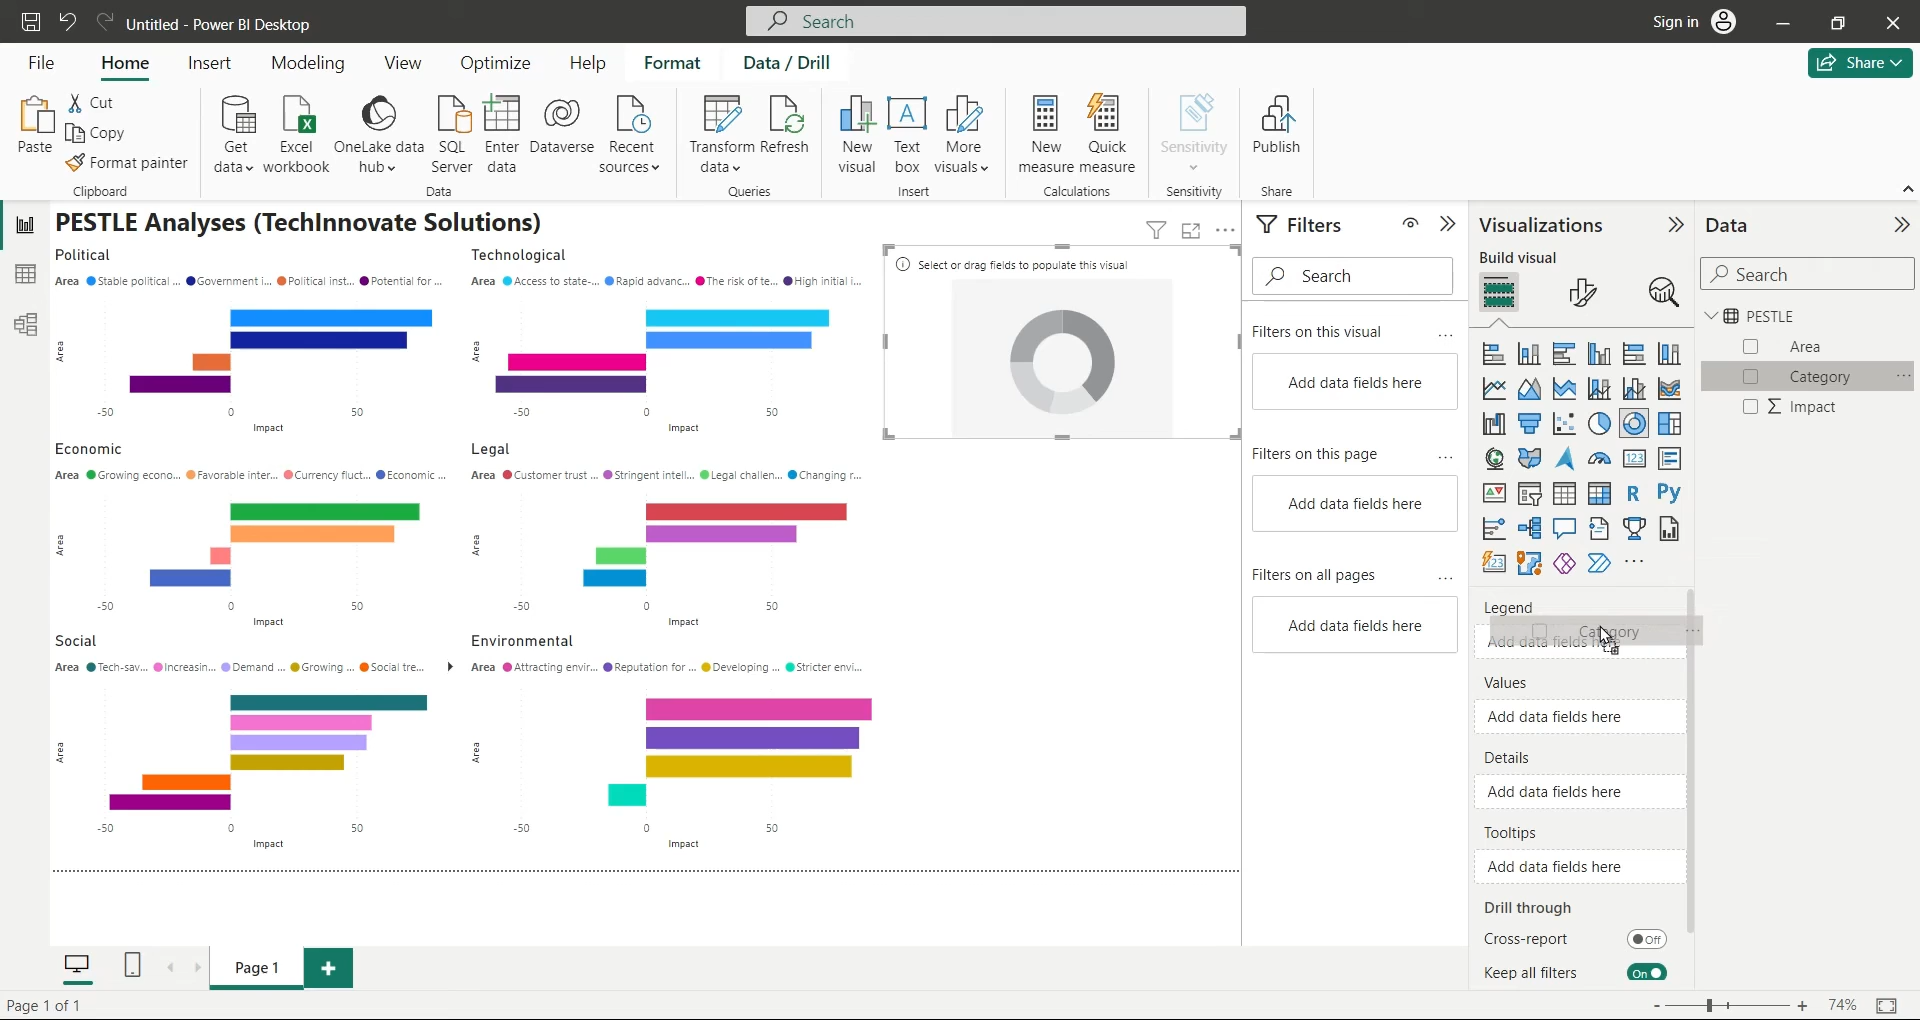 Untitled - Power BI Desktop
Search
Sign in
File Home Insert Modeling View Optimize Help Format Data / Drill
Share
Paste
Cut
Copy
Format painter
Clipboard
Get data
Excel workbook
OneLake data hub
SQL Server
Enter data
Dataverse
Recent sources
Data
Transform data
Refresh
Queries
New visual
Text box
More visuals
Insert
New measure
Quick measure
Calculations
Sensitivity
Sensitivity
Publish
Share
PESTLE Analyses (TechInnovate Solutions)
Political
Area Stable political ... Government i... Political inst... Potential for ...
Area
-50 0 50
Impact
Technological
Area Access to state-... Rapid advanc... The risk of te... High initial i...
Area
-50 0 50
Impact
Select or drag fields to populate this visual
Economic
Area Growing econo... Favorable inter... Currency fluct... Economic ...
Area
-50 0 50
Impact
Legal
Area Customer trust ... Stringent intell... Legal challen... Changing r...
Area
-50 0 50
Impact
Social
Area Tech-sav... Increasin... Demand ... Growing ... Social tre...
Area
-50 0 50
Impact
Environmental
Area Attracting envir... Reputation for ... Developing ... Stricter envi...
Area
-50 0 50
Impact
Filters
Search
Filters on this visual ...
Add data fields here
Filters on this page ...
Add data fields here
Filters on all pages ...
Add data fields here
Visualizations
Build visual
123
R
Py
123
...
Legend
Add data fields here
Category
Values
Add data fields here
Details
Add data fields here
Tooltips
Add data fields here
Drill through
Cross-report Off
Keep all filters On
Data
Search
PESTLE
Area
Category ...
Σ Impact
Page 1
+
Page 1 of 1
- + 74%